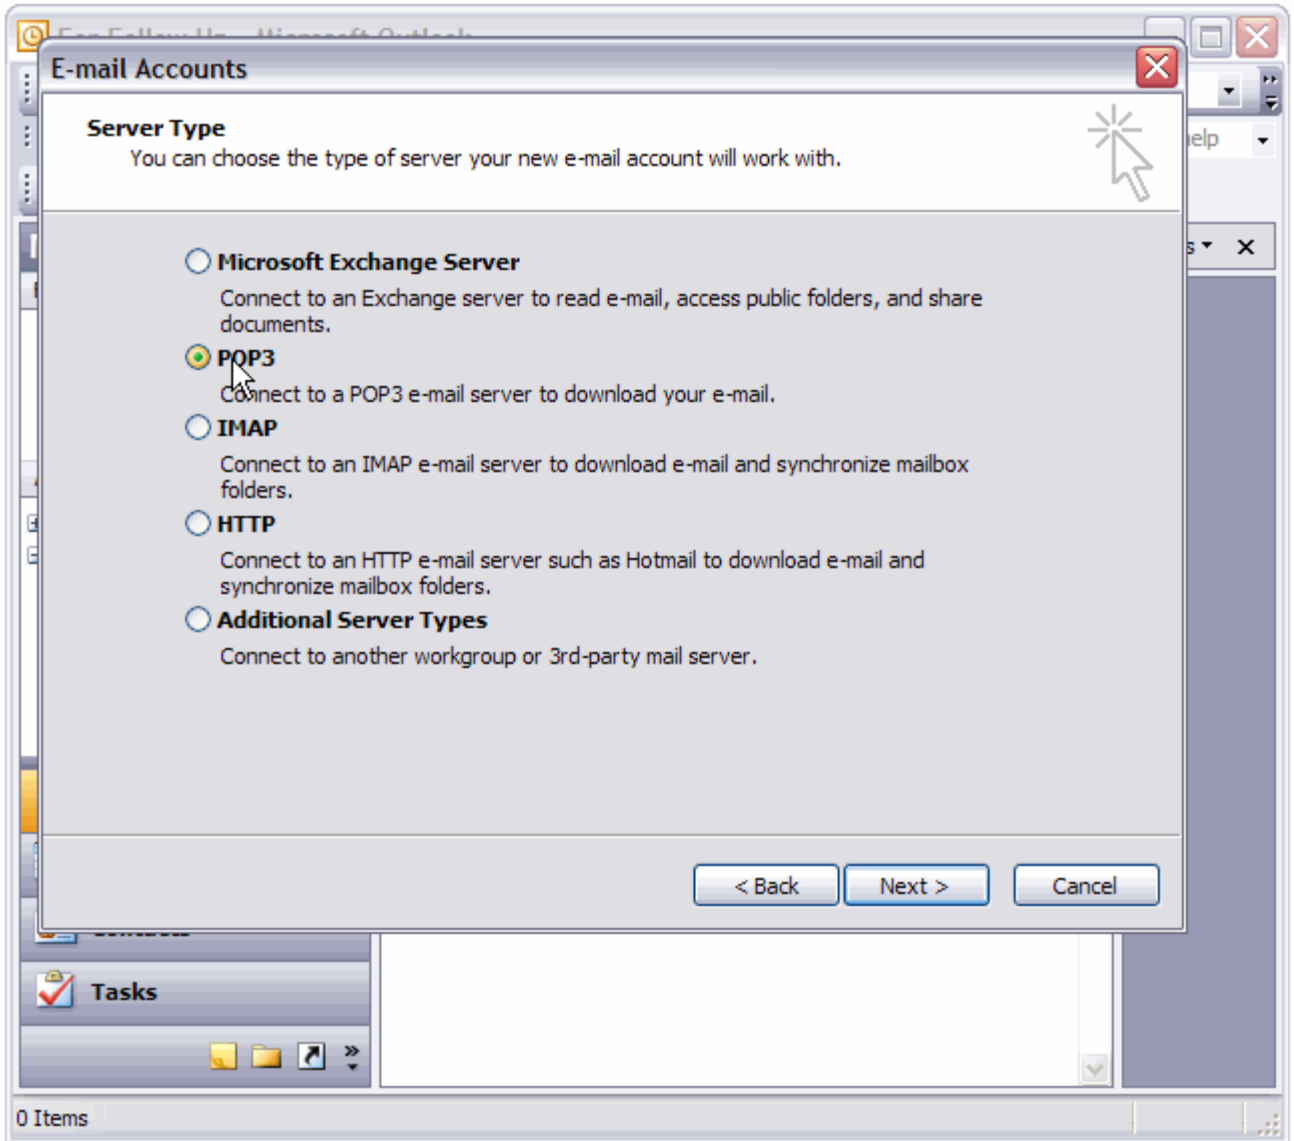 E-mail Accounts
Server Type
You can choose the type of server your new e-mail account will work with.
Microsoft Exchange Server
Connect to an Exchange server to read e-mail, access public folders, and share
documents.
POP3
Connect to a POP3 e-mail server to download your e-mail.
IMAP
Connect to an IMAP e-mail server to download e-mail and synchronize mailbox
folders.
HTTP
Connect to an HTTP e-mail server such as Hotmail to download e-mail and
synchronize mailbox folders.
Additional Server Types
Connect to another workgroup or 3rd-party mail server.
< Back
Next >
Cancel
Tasks
0 Items